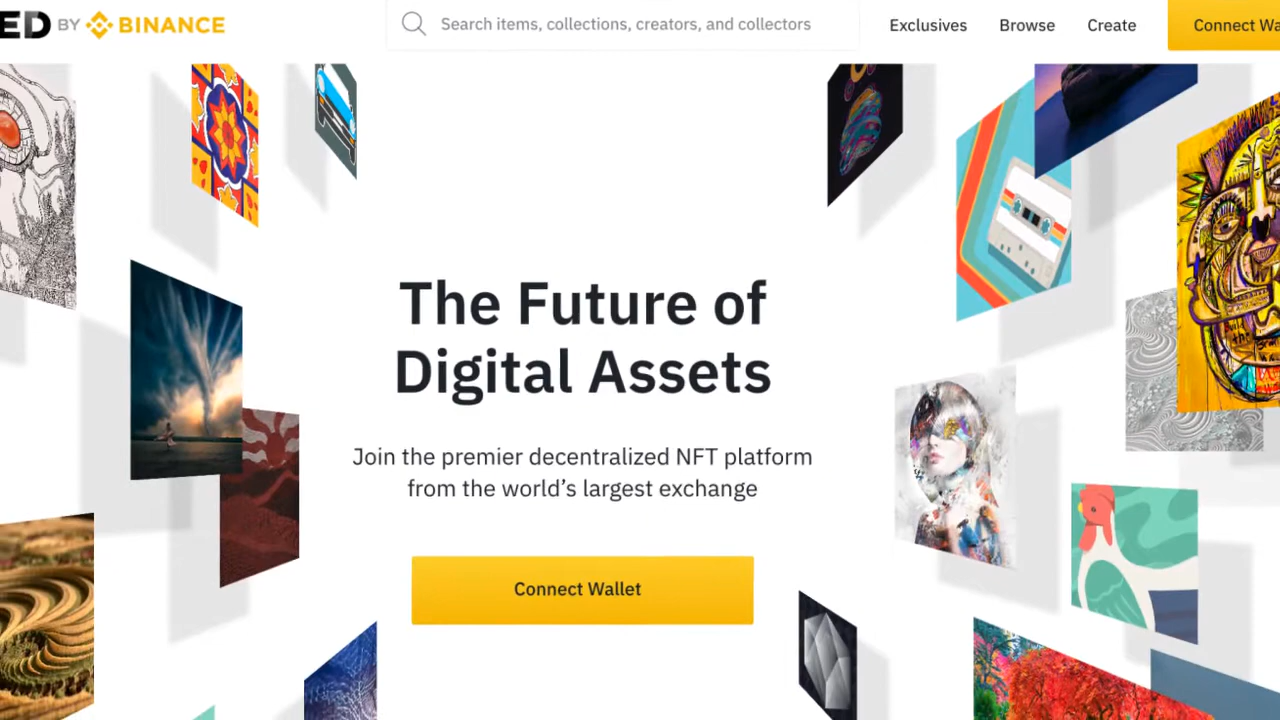 ED BY BINANCE
Search items, collections, creators, and collectors
Exclusives
Browse
Create
Connect Wa
The Future of
Digital Assets
Join the premier decentralized NFT platform
from the world's largest exchange
Connect Wallet